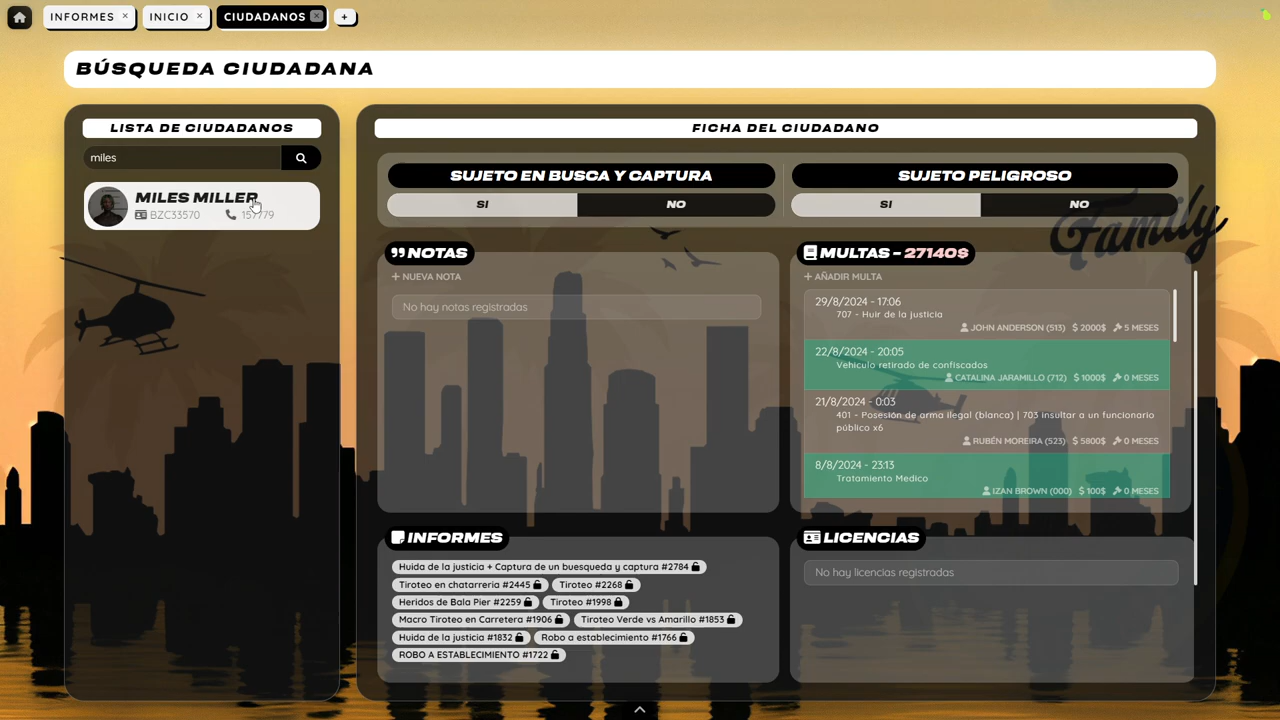 INFORMES ×
INICIO ×
CIUDADANOS ×
+
BÚSQUEDA CIUDADANA
LISTA DE CIUDADANOS
miles
MILES MILLER
BZC33570
157779
FICHA DEL CIUDADANO
SUJETO EN BUSCA Y CAPTURA
SI
NO
SUJETO PELIGROSO
SI
NO
Family
NOTAS
+ NUEVA NOTA
No hay notas registradas
MULTAS - 27140$
+ AÑADIR MULTA
29/8/2024 - 17:06
707 - Huir de la justicia
JOHN ANDERSON (513) $ 2000$ 5 MESES
22/8/2024 - 20:05
Vehiculo retirado de confiscados
CATALINA JARAMILLO (712) $ 1000$ 0 MESES
21/8/2024 - 0:03
401 - Posesión de arma ilegal (blanca) | 703 insultar a un funcionario
público x6
RUBÉN MOREIRA (523) $ 5800$ 0 MESES
8/8/2024 - 23:13
Tratamiento Medico
IZAN BROWN (000) $ 100$ 0 MESES
INFORMES
Huida de la justicia + Captura de un buesqueda y captura #2784
Tiroteo en chatarreria #2445
Tiroteo #2268
Heridos de Bala Pier #2259
Tiroteo #1998
Macro Tiroteo en Carretera #1906
Tiroteo Verde vs Amarillo #1853
Huida de la justicia #1832
Robo a establecimiento #1766
ROBO A ESTABLECIMIENTO #1722
LICENCIAS
No hay licencias registradas